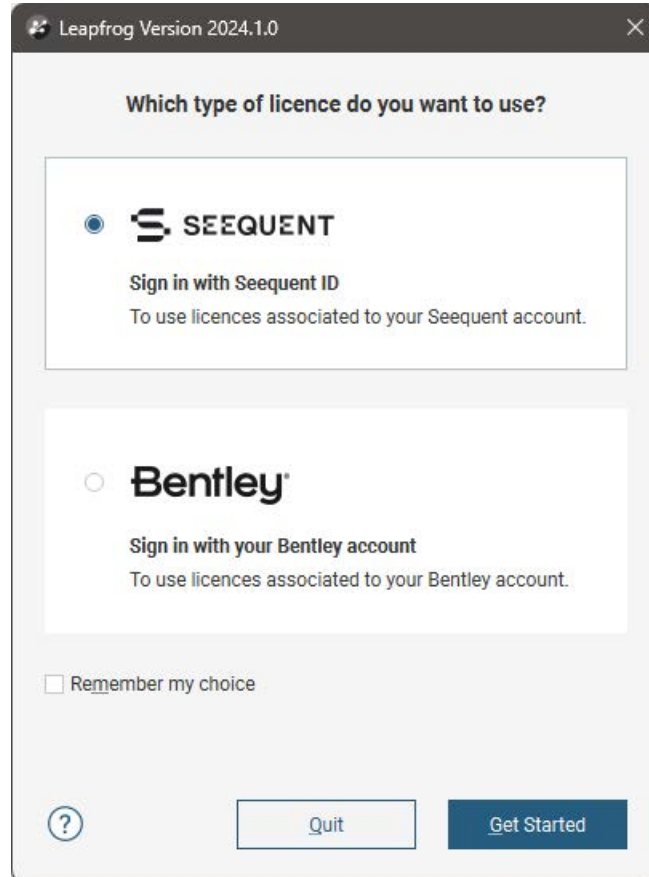 Leapfrog Version 2024.1.0
Which type of licence do you want to use?
SEEQUENT
Sign in with Seequent ID
To use licences associated to your Seequent account.
Bentley®
Sign in with your Bentley account
To use licences associated to your Bentley account.
Remember my choice
?
Quit
Get Started